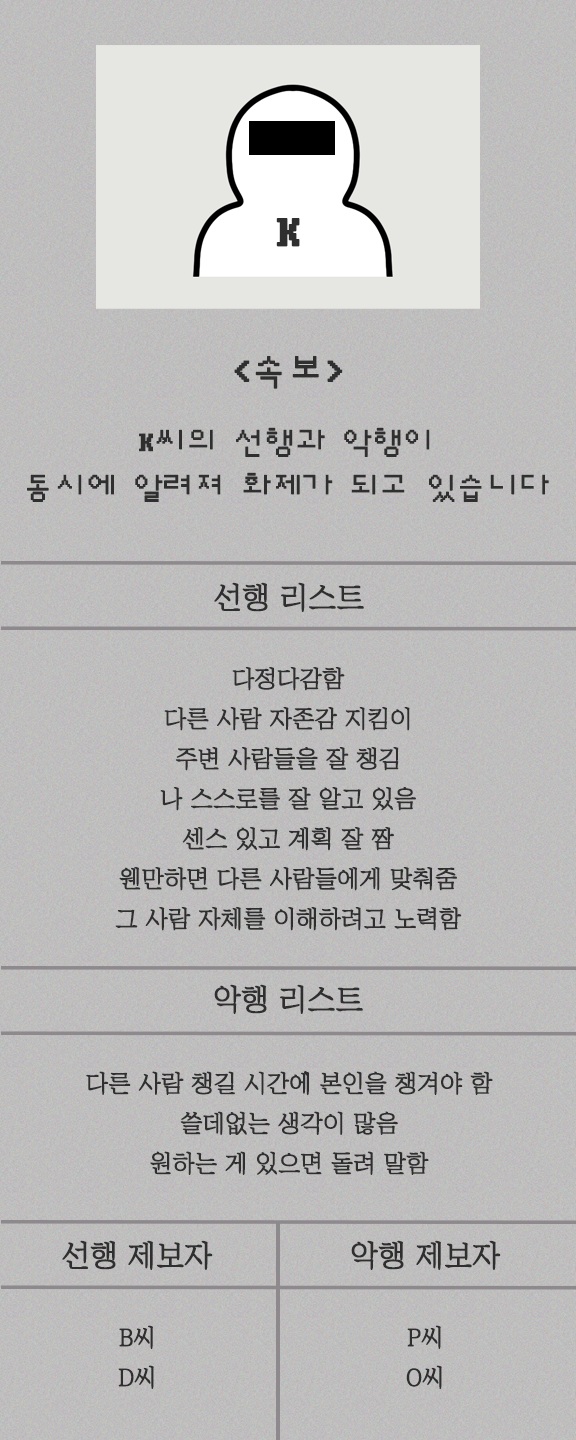 K
<속보>
K씨의 선행과 악행이
동시에 알려져 화제가 되고 있습니다
선행 리스트
다정다감함
다른 사람 자존감 지킴이
주변 사람들을 잘 챙김
나 스스로를 잘 알고 있음
센스 있고 계획 잘 짬
웬만하면 다른 사람들에게 맞춰줌
그 사람 자체를 이해하려고 노력함
악행 리스트
다른 사람 챙길 시간에 본인을 챙겨야 함
쓸데없는 생각이 많음
원하는 게 있으면 돌려 말함
선행 제보자
악행 제보자
B씨
P씨
D씨
O씨